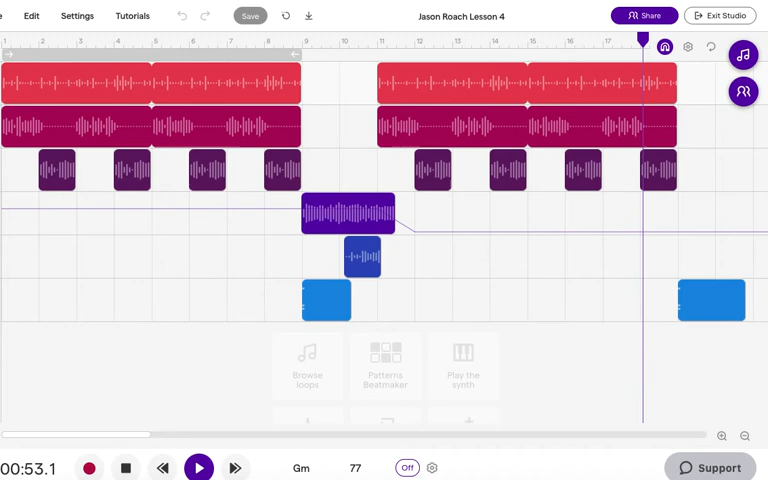 Edit Settings Tutorials Save Jason Roach Lesson 4 Share Exit Studio
1 2 3 4 5 6 7 8 9 10 11 12 13 14 15 16 17
Browse loops
Patterns Beatmaker
Play the synth
00:53.1 Gm 77 Off Support